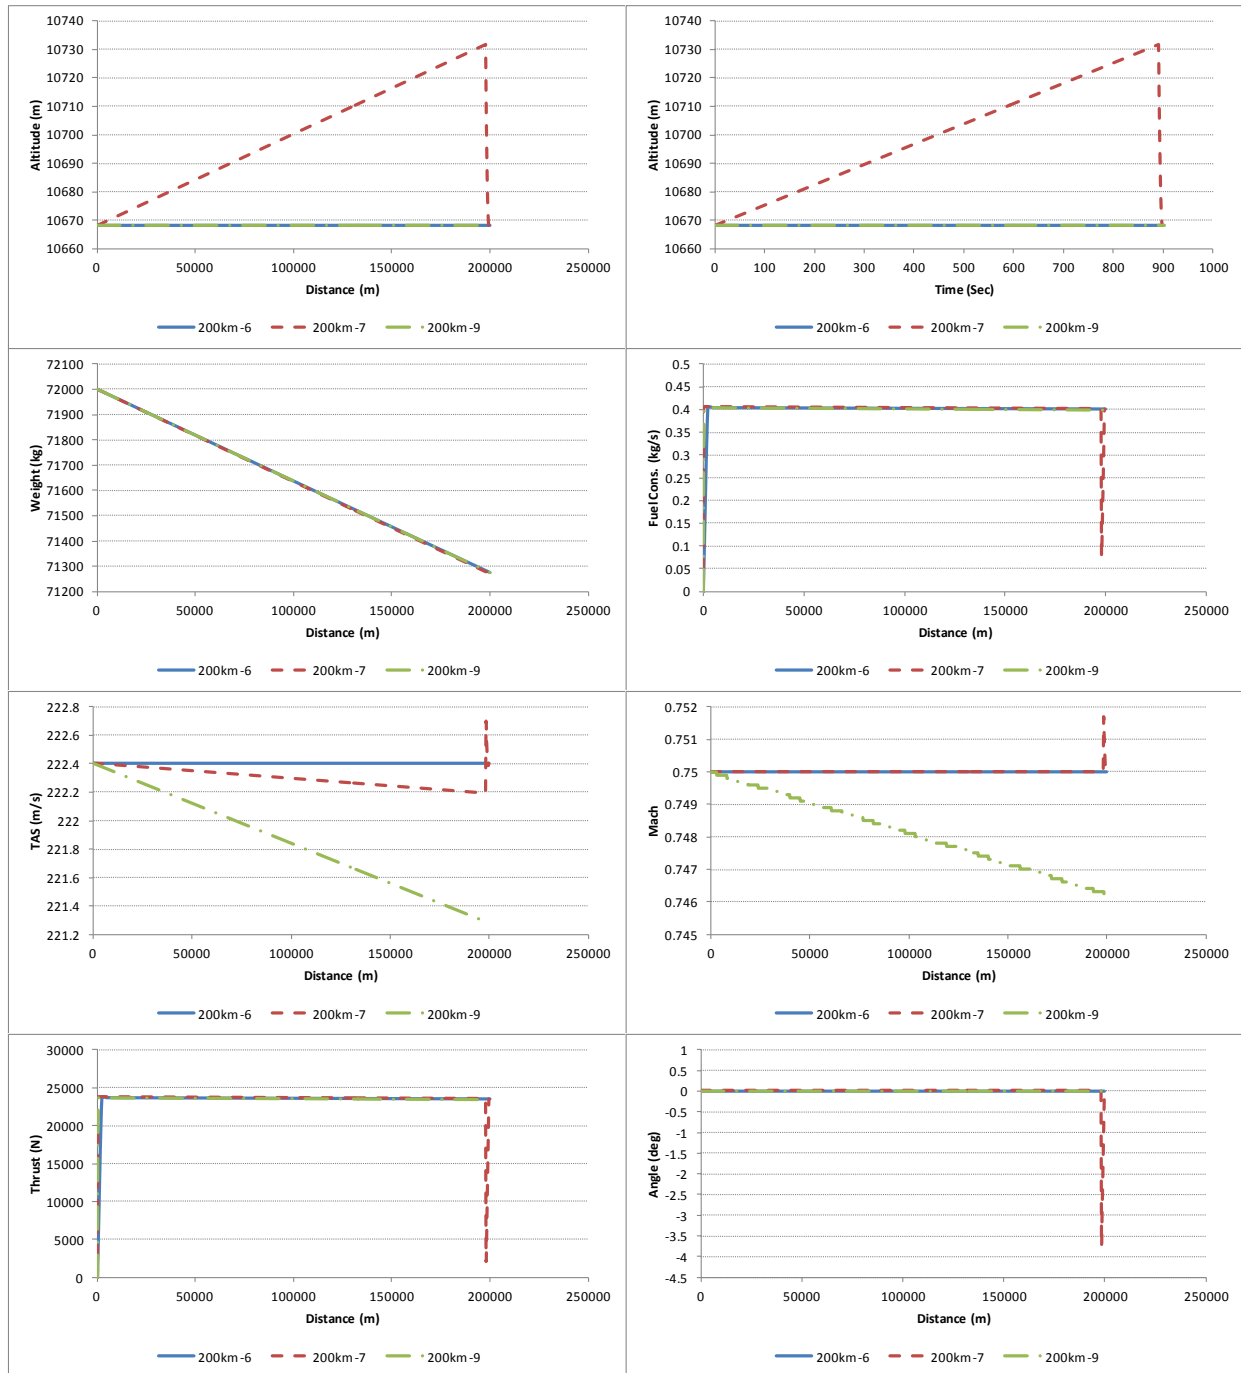 10740
10730
10720
10710
10700
10690
10680
10670
10660
Altitude (m)
0 50000 100000 150000 200000 250000
Distance (m)
200km-6 200km-7 200km-9
10740
10730
10720
10710
10700
10690
10680
10670
10660
Altitude (m)
0 100 200 300 400 500 600 700 800 900 1000
Time (Sec)
200km-6 200km-7 200km-9
72100
72000
71900
71800
71700
71600
71500
71400
71300
71200
Weight (kg)
0 50000 100000 150000 200000 250000
Distance (m)
200km-6 200km-7 200km-9
0.5
0.45
0.4
0.35
0.3
0.25
0.2
0.15
0.1
0.05
0
Fuel Cons. (kg/s)
0 50000 100000 150000 200000 250000
Distance (m)
200km-6 200km-7 200km-9
222.8
222.6
222.4
222.2
222
221.8
221.6
221.4
221.2
TAS (m/s)
0 50000 100000 150000 200000 250000
Distance (m)
200km-6 200km-7 200km-9
0.752
0.751
0.75
0.749
0.748
0.747
0.746
0.745
Mach
0 50000 100000 150000 200000 250000
Distance (m)
200km-6 200km-7 200km-9
30000
25000
20000
15000
10000
5000
0
Thrust (N)
0 50000 100000 150000 200000 250000
Distance (m)
200km-6 200km-7 200km-9
1
0.5
0
-0.5
-1
-1.5
-2
-2.5
-3
-3.5
-4
-4.5
Angle (deg)
0 50000 100000 150000 200000 250000
Distance (m)
200km-6 200km-7 200km-9